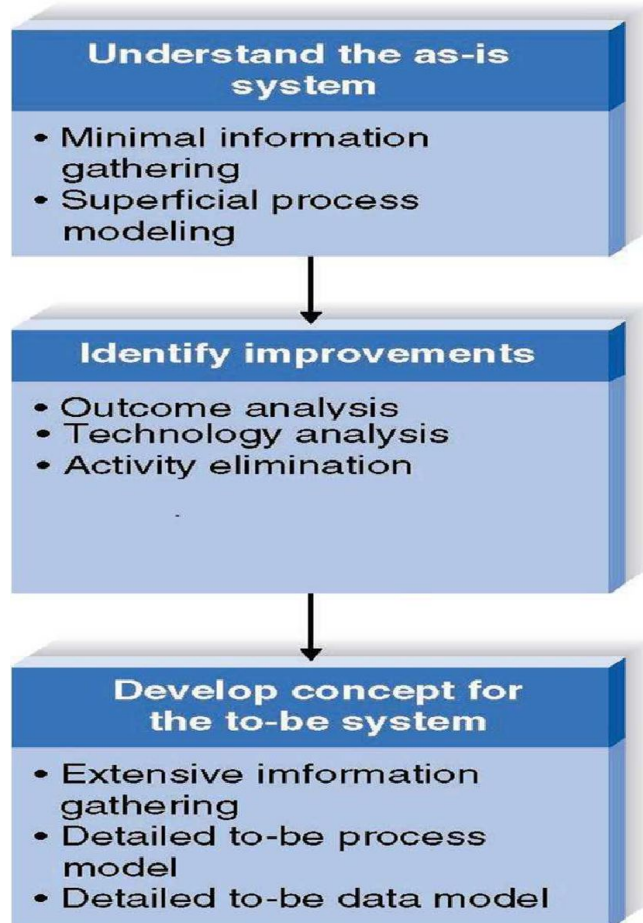 Understand the as-is
system
• Minimal information
gathering
• Superficial process
modeling
Identify improvements
• Outcome analysis
• Technology analysis
• Activity elimination
Develop concept for
the to-be system
• Extensive imformation
gathering
• Detailed to-be process
model
• Detailed to-be data model